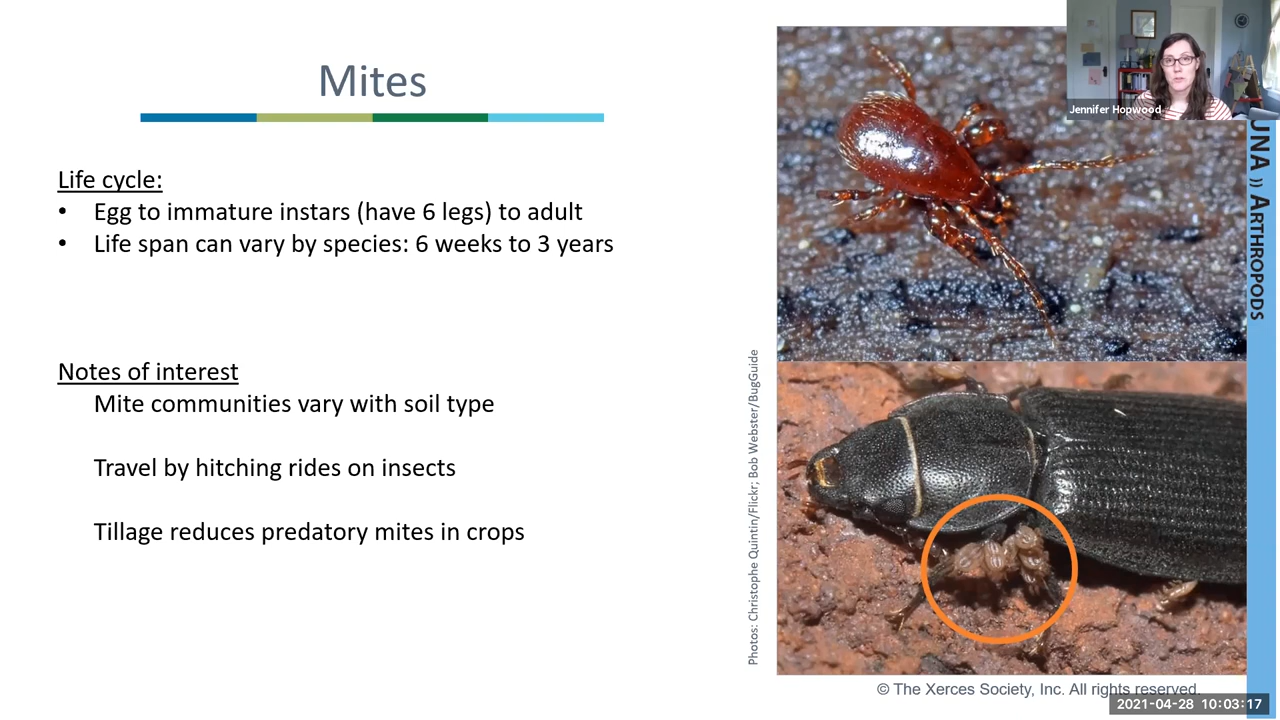 Mites
Life cycle:
• Egg to immature instars (have 6 legs) to adult
• Life span can vary by species: 6 weeks to 3 years
Notes of interest
Mite communities vary with soil type
Travel by hitching rides on insects
Tillage reduces predatory mites in crops
Photos: Christophe Quintin/Flickr; Bob Webster/BugGuide
Jennifer Hopwood
UNA )) ARTHROPODS
© The Xerces Society, Inc. All rights reserved.
2021-04-28 10:03:17